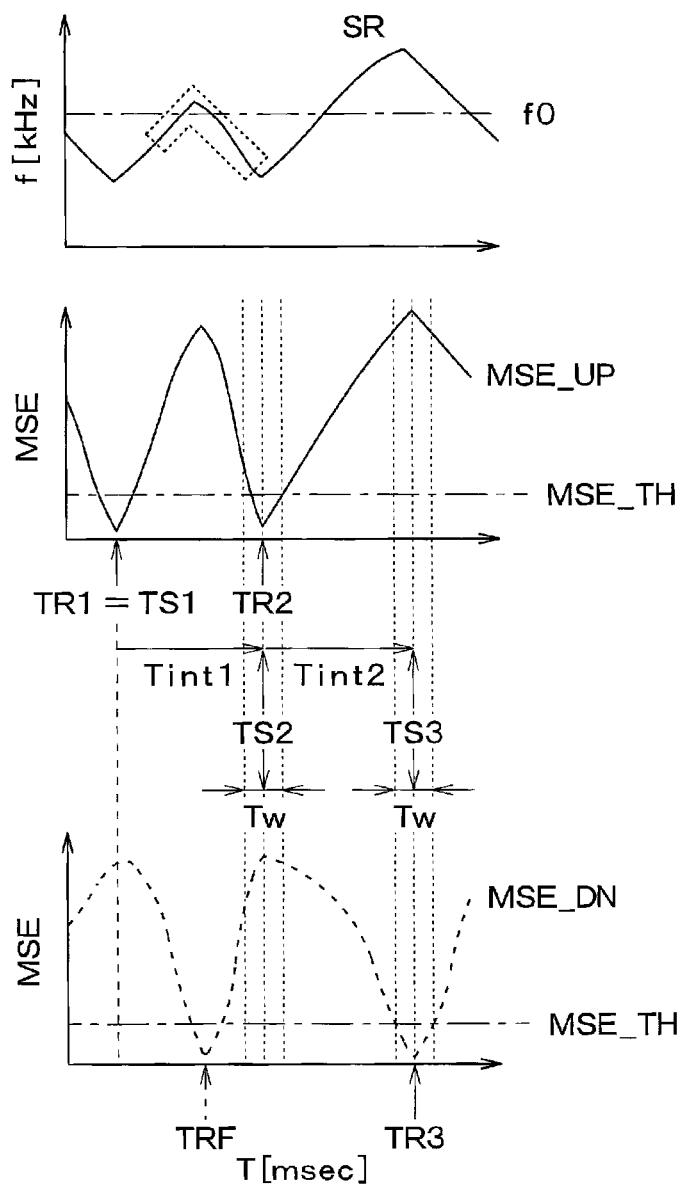 SR
f0
f [kHz]
MSE_UP
MSE
MSE_TH
TR1 = TS1
TR2
Tint1
Tint2
TS2
TS3
Tw
Tw
MSE_DN
MSE
MSE_TH
TRF
TR3
T [msec]